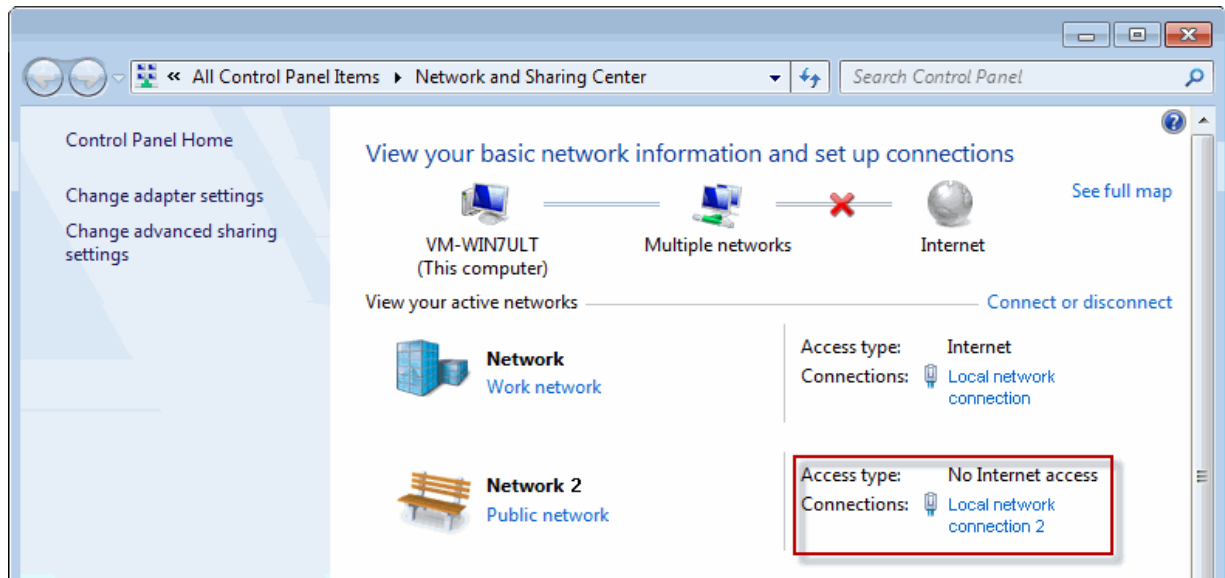 « All Control Panel Items ▸ Network and Sharing Center
Search Control Panel
Control Panel Home
Change adapter settings
Change advanced sharing
settings
View your basic network information and set up connections
See full map
VM-WIN7ULT
(This computer)
Multiple networks
Internet
View your active networks
Connect or disconnect
Network
Work network
Access type: Internet
Connections: Local network
connection
Network 2
Public network
Access type: No Internet access
Connections: Local network
connection 2